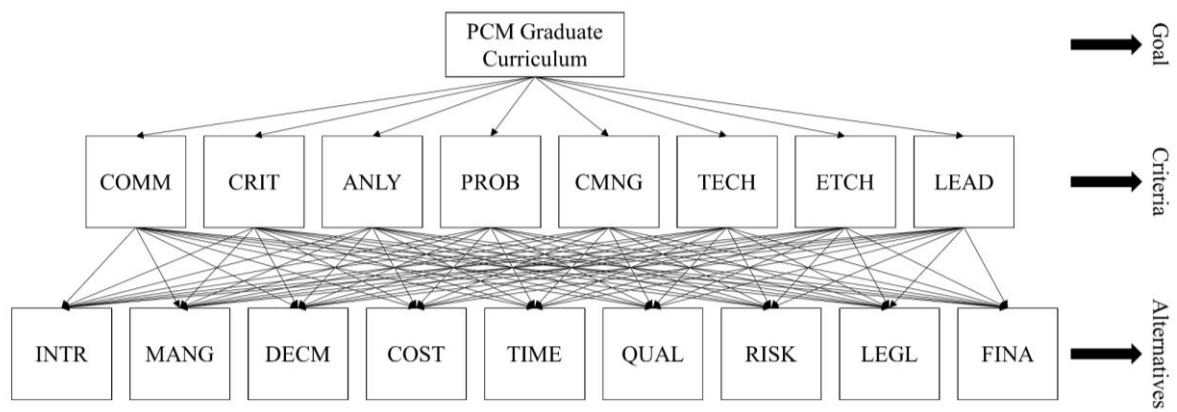 PCM Graduate
Curriculum
Goal
COMM CRIT ANLY PROB CMNG TECH ETCH LEAD
Criteria
INTR MANG DECM COST TIME QUAL RISK LEGL FINA
Alternatives